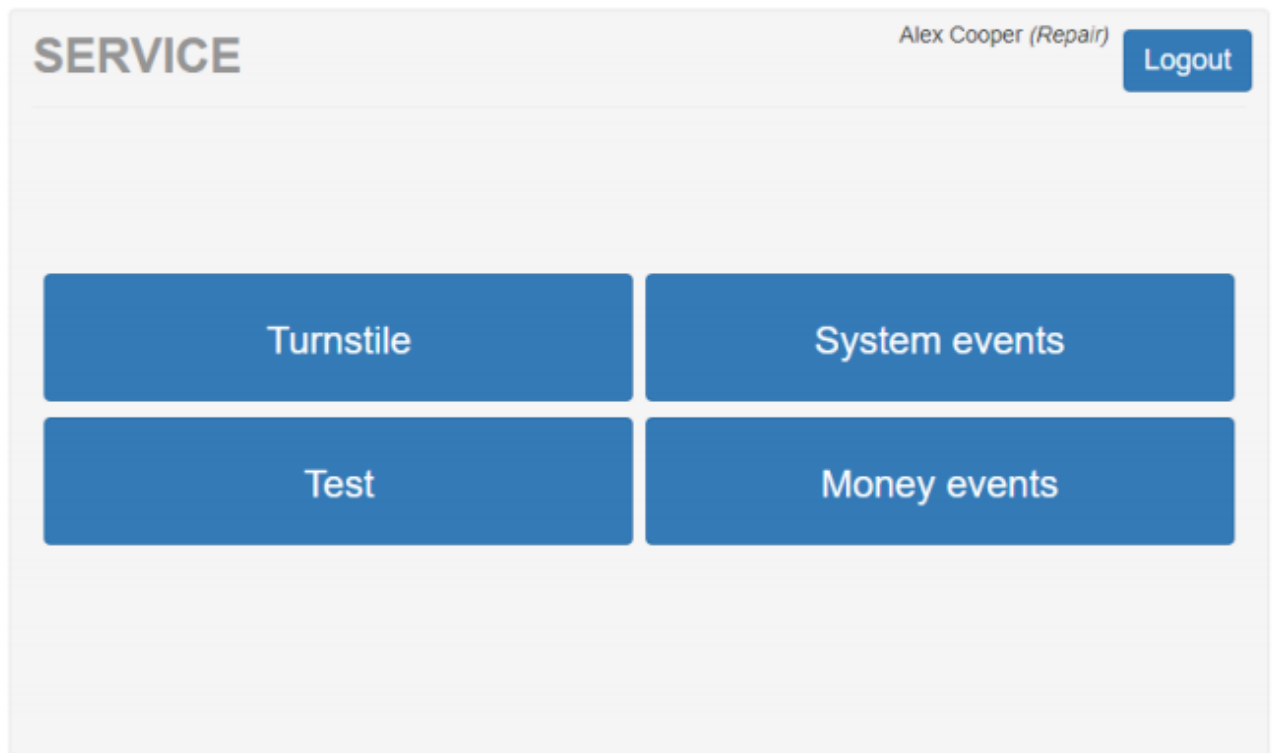 SERVICE
Alex Cooper (Repair)
Logout
Turnstile
System events
Test
Money events